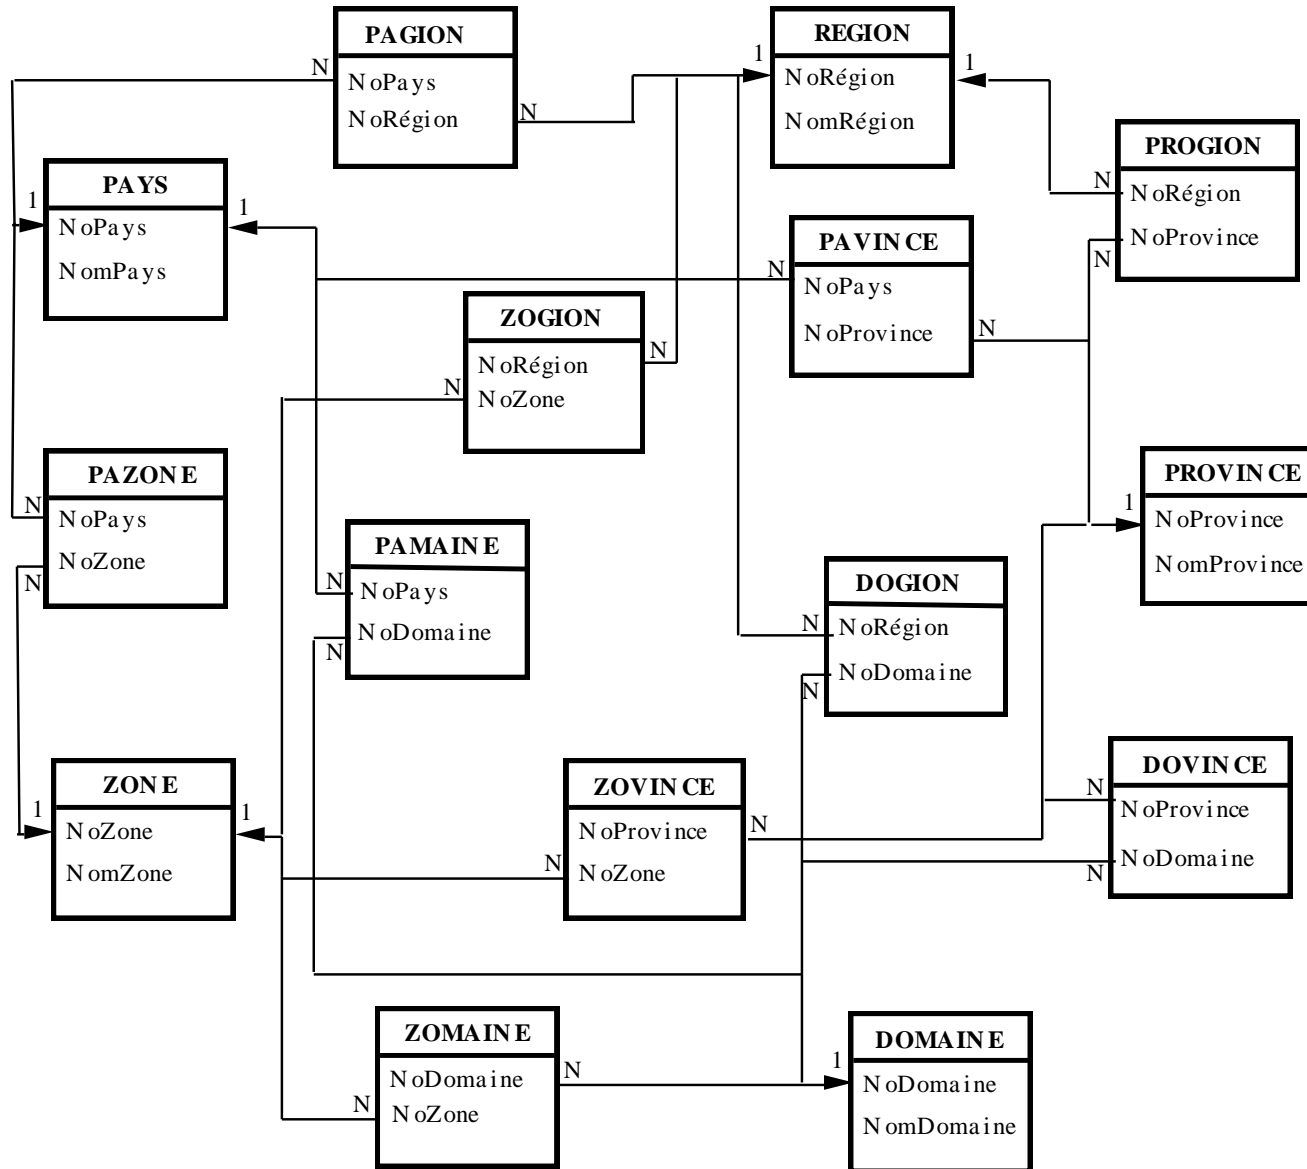 PAGION
N
NoPays
NoRégion
N
REGION
1
NoRégion
NomRégion
1
PROGION
N
NoRégion
NoProvince
N
PAYS
1
NoPays
NomPays
1
PAVINCE
N
NoPays
NoProvince
N
ZOGION
NoRégion
N
N
NoZone
PAZONE
N
NoPays
NoZone
N
PAMAINE
N
NoPays
NoDomaine
N
PROVINCE
1
NoProvince
NomProvince
DOGION
N
NoRégion
NoDomaine
N
ZONE
1
NoZone
NomZone
1
ZOVINCE
NoProvince
N
N
NoZone
DOVINCE
N
NoProvince
NoDomaine
N
ZOMAINE
NoDomaine
N
N
NoZone
DOMAINE
1
NoDomaine
NomDomaine